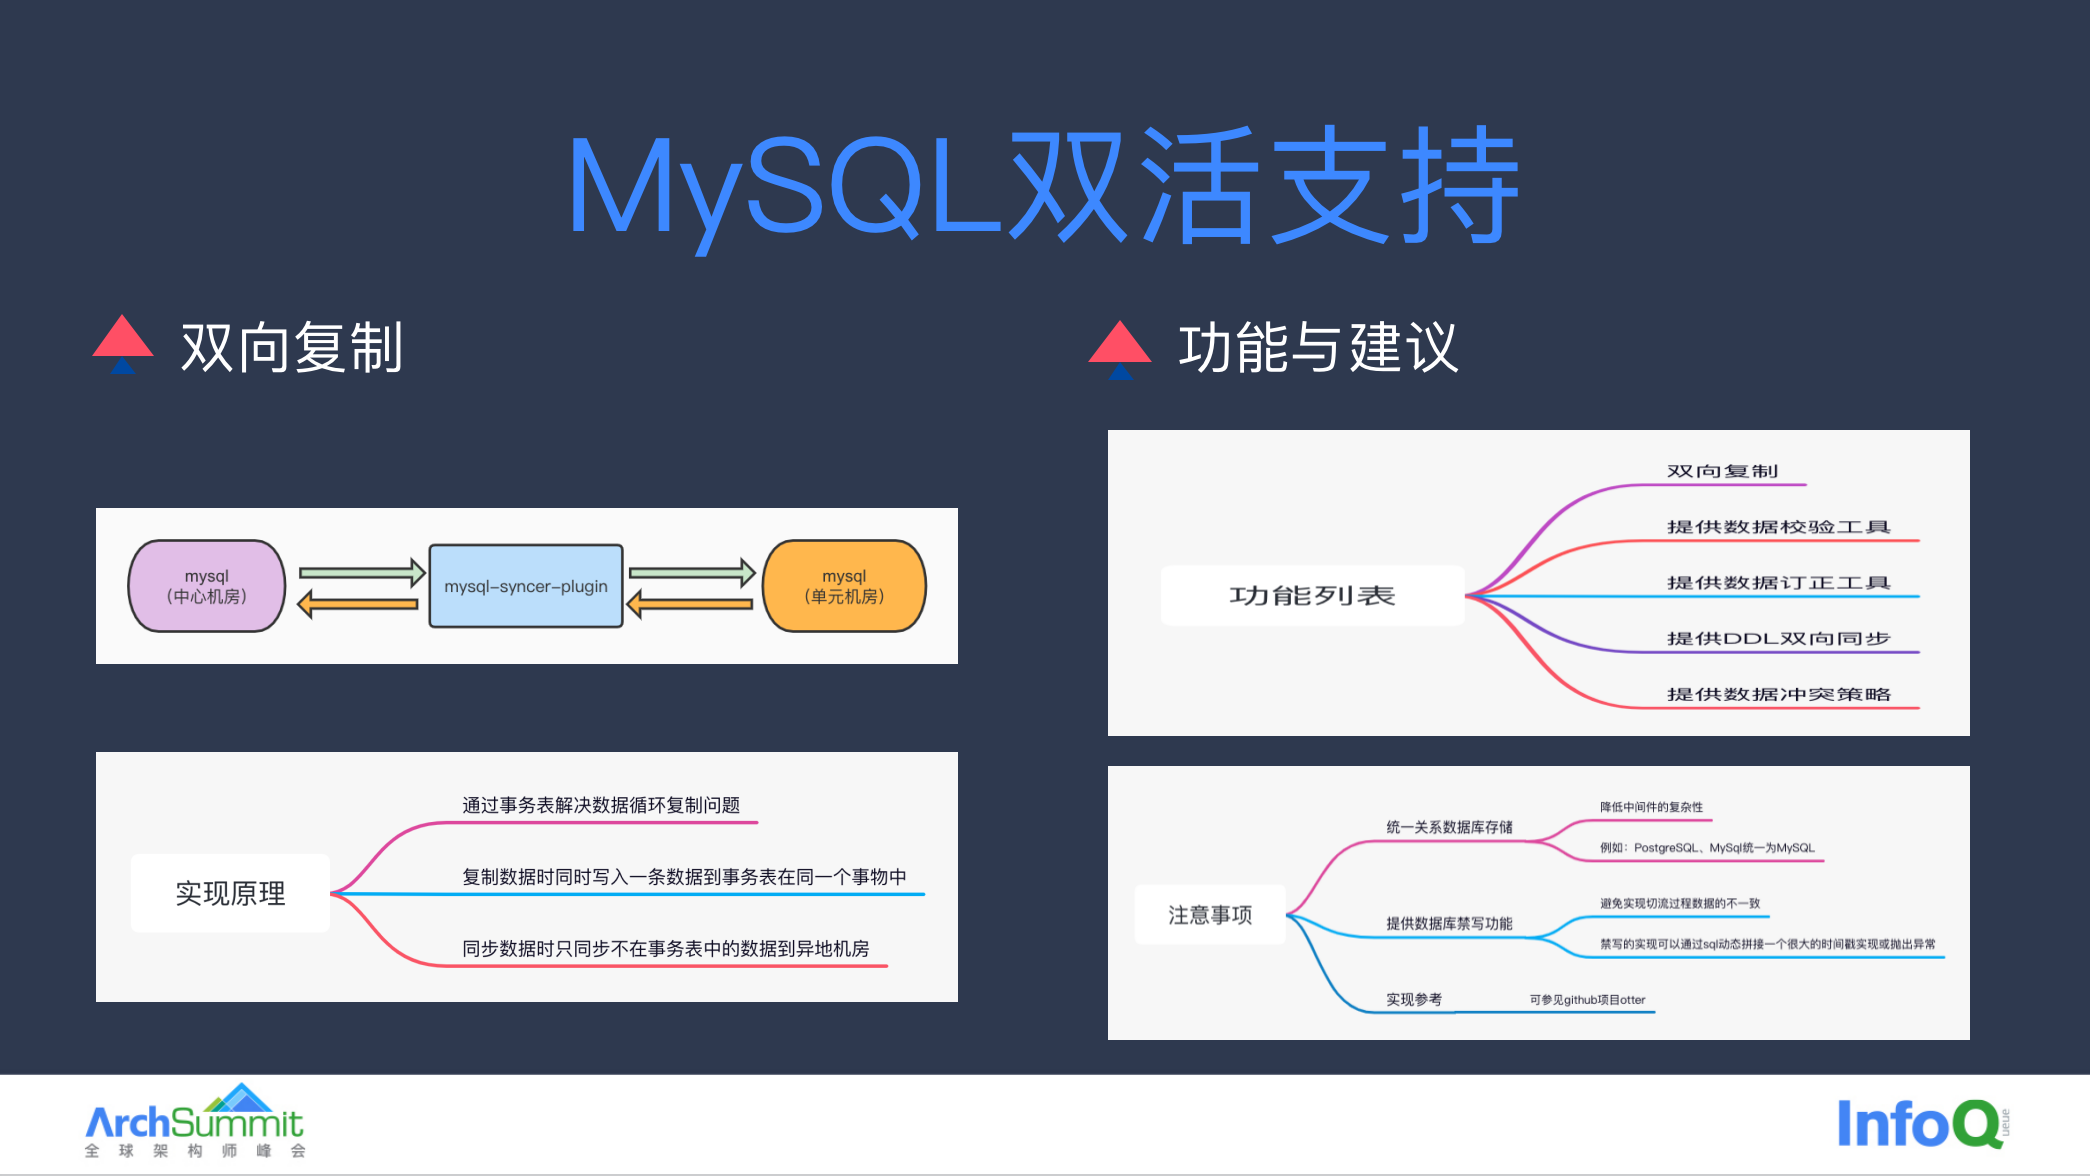 MySQL双活支持
双向复制
mysql
（中心机房）
mysql-syncer-plugin
mysql
（单元机房）
实现原理
通过事务表解决数据循环复制问题
复制数据时同时写入一条数据到事务表在同一个事物中
同步数据时只同步不在事务表中的数据到异地机房
功能与建议
功能列表
双向复制
提供数据校验工具
提供数据订正工具
提供DDL双向同步
提供数据冲突策略
注意事项
统一关系数据库存储
降低中间件的复杂性
例如：PostgreSQL、MySql统一为MySQL
提供数据库禁写功能
避免实现切流过程数据的不一致
禁写的实现可以通过sql动态拼接一个很大的时间戳实现或抛出异常
实现参考
可参见github项目otter
ArchSummit
全球架构师峰会
InfoQ
ueue